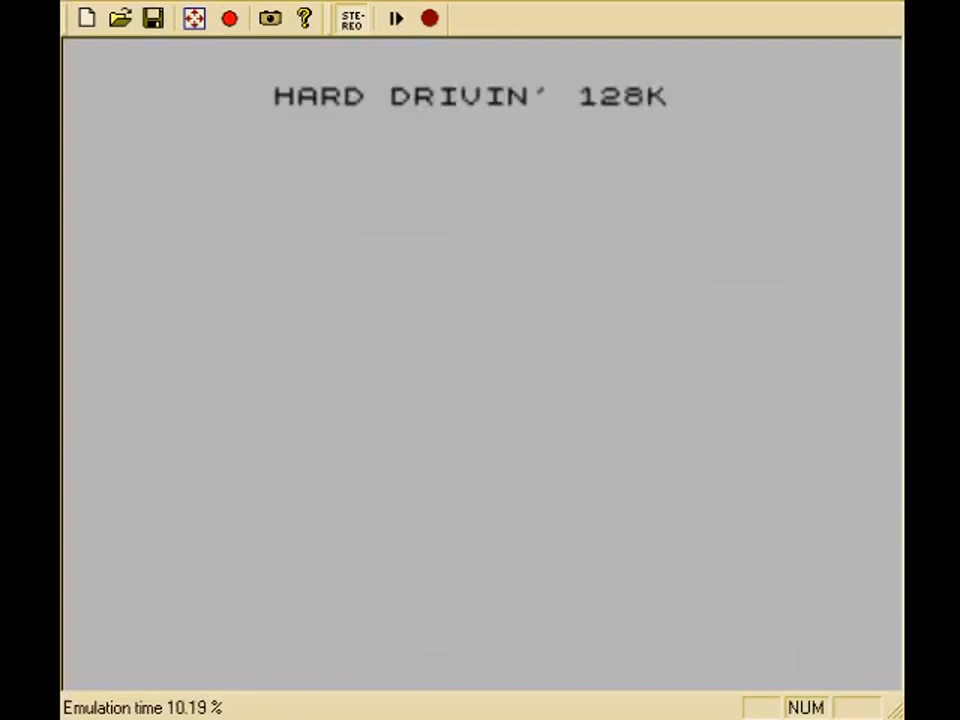 STE-
REO
HARD DRIVIN' 128K
Emulation time 10.19 %
NUM